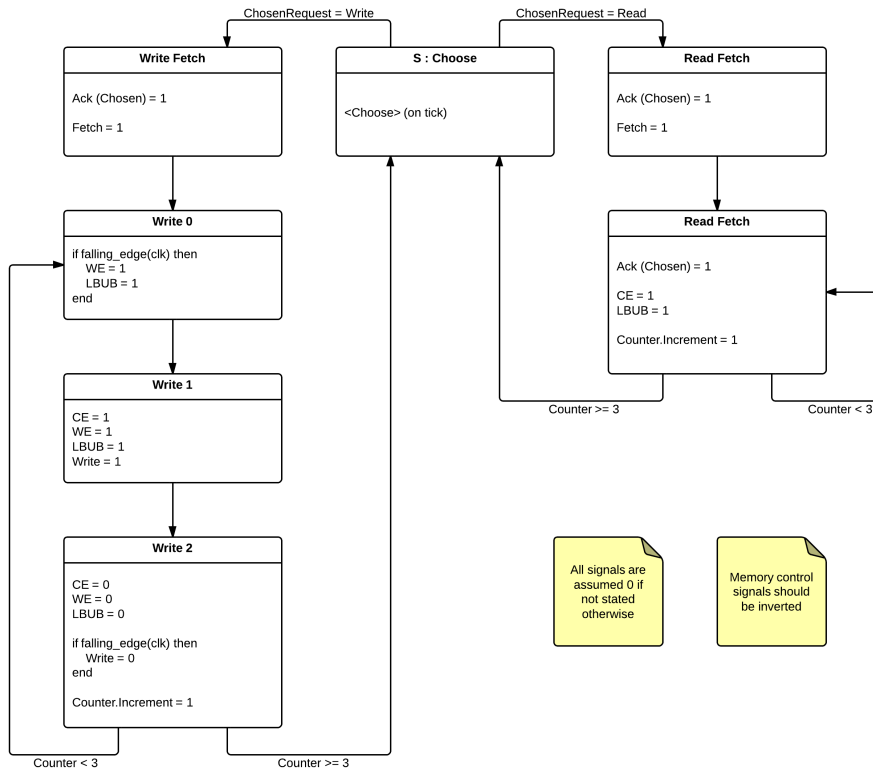 ChosenRequest = Write
ChosenRequest = Read
Write Fetch
Ack (Chosen) = 1
Fetch = 1
S : Choose
<Choose> (on tick)
Read Fetch
Ack (Chosen) = 1
Fetch = 1
Write 0
if falling_edge(clk) then
WE = 1
LBUB = 1
end
Read Fetch
Ack (Chosen) = 1
CE = 1
LBUB = 1
Counter.Increment = 1
Counter >= 3
Counter < 3
Write 1
CE = 1
WE = 1
LBUB = 1
Write = 1
Write 2
CE = 0
WE = 0
LBUB = 0
if falling_edge(clk) then
Write = 0
end
Counter.Increment = 1
Counter < 3
Counter >= 3
All signals are
assumed 0 if
not stated
otherwise
Memory control
signals should
be inverted